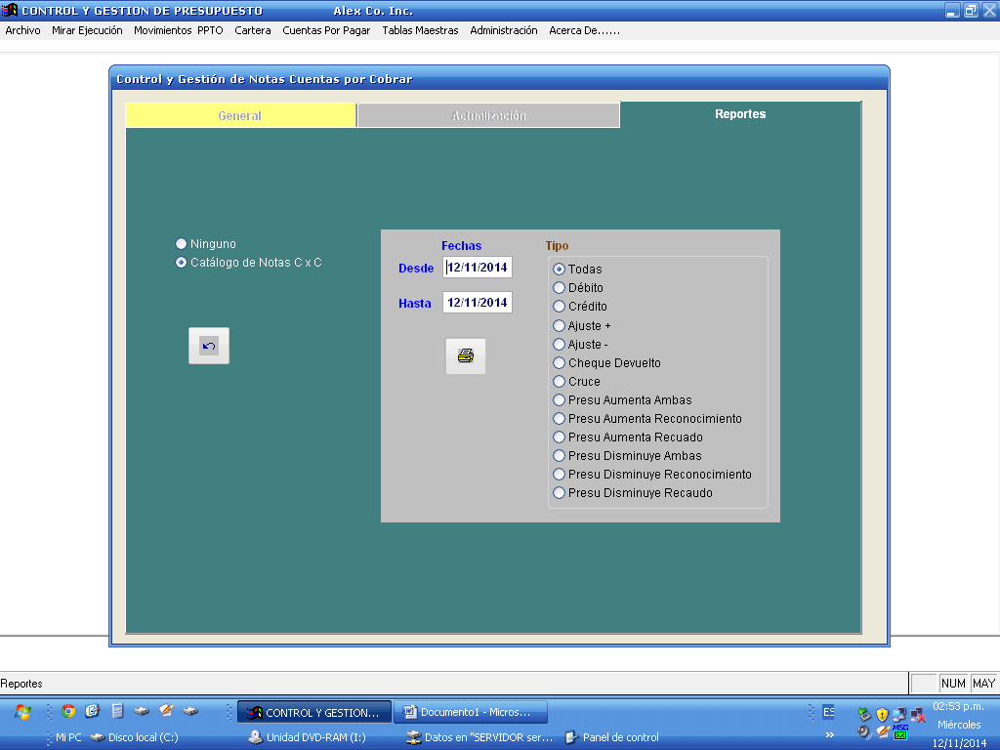 CONTROL Y GESTION DE PRESUPUESTO Alex Co. Inc.
Archivo Mirar Ejecución Movimientos PPTO Cartera Cuentas Por Pagar Tablas Maestras Administración Acerca De......
Control y Gestión de Notas Cuentas por Cobrar
General Actualización Reportes
Ninguno
Catálogo de Notas C x C
Fechas
Desde 12/11/2014
Hasta 12/11/2014
Tipo
Todas
Débito
Crédito
Ajuste +
Ajuste -
Cheque Devuelto
Cruce
Presu Aumenta Ambas
Presu Aumenta Reconocimiento
Presu Aumenta Recuado
Presu Disminuye Ambas
Presu Disminuye Reconocimiento
Presu Disminuye Recaudo
Reportes NUM MAY
CONTROL Y GESTION... Documento1 - Micros... ES 02:53 p.m.
MSG Miércoles
Mi PC Disco local (C:) Unidad DVD-RAM (I:) Datos en "SERVIDOR ser... Panel de control » 12/11/2014